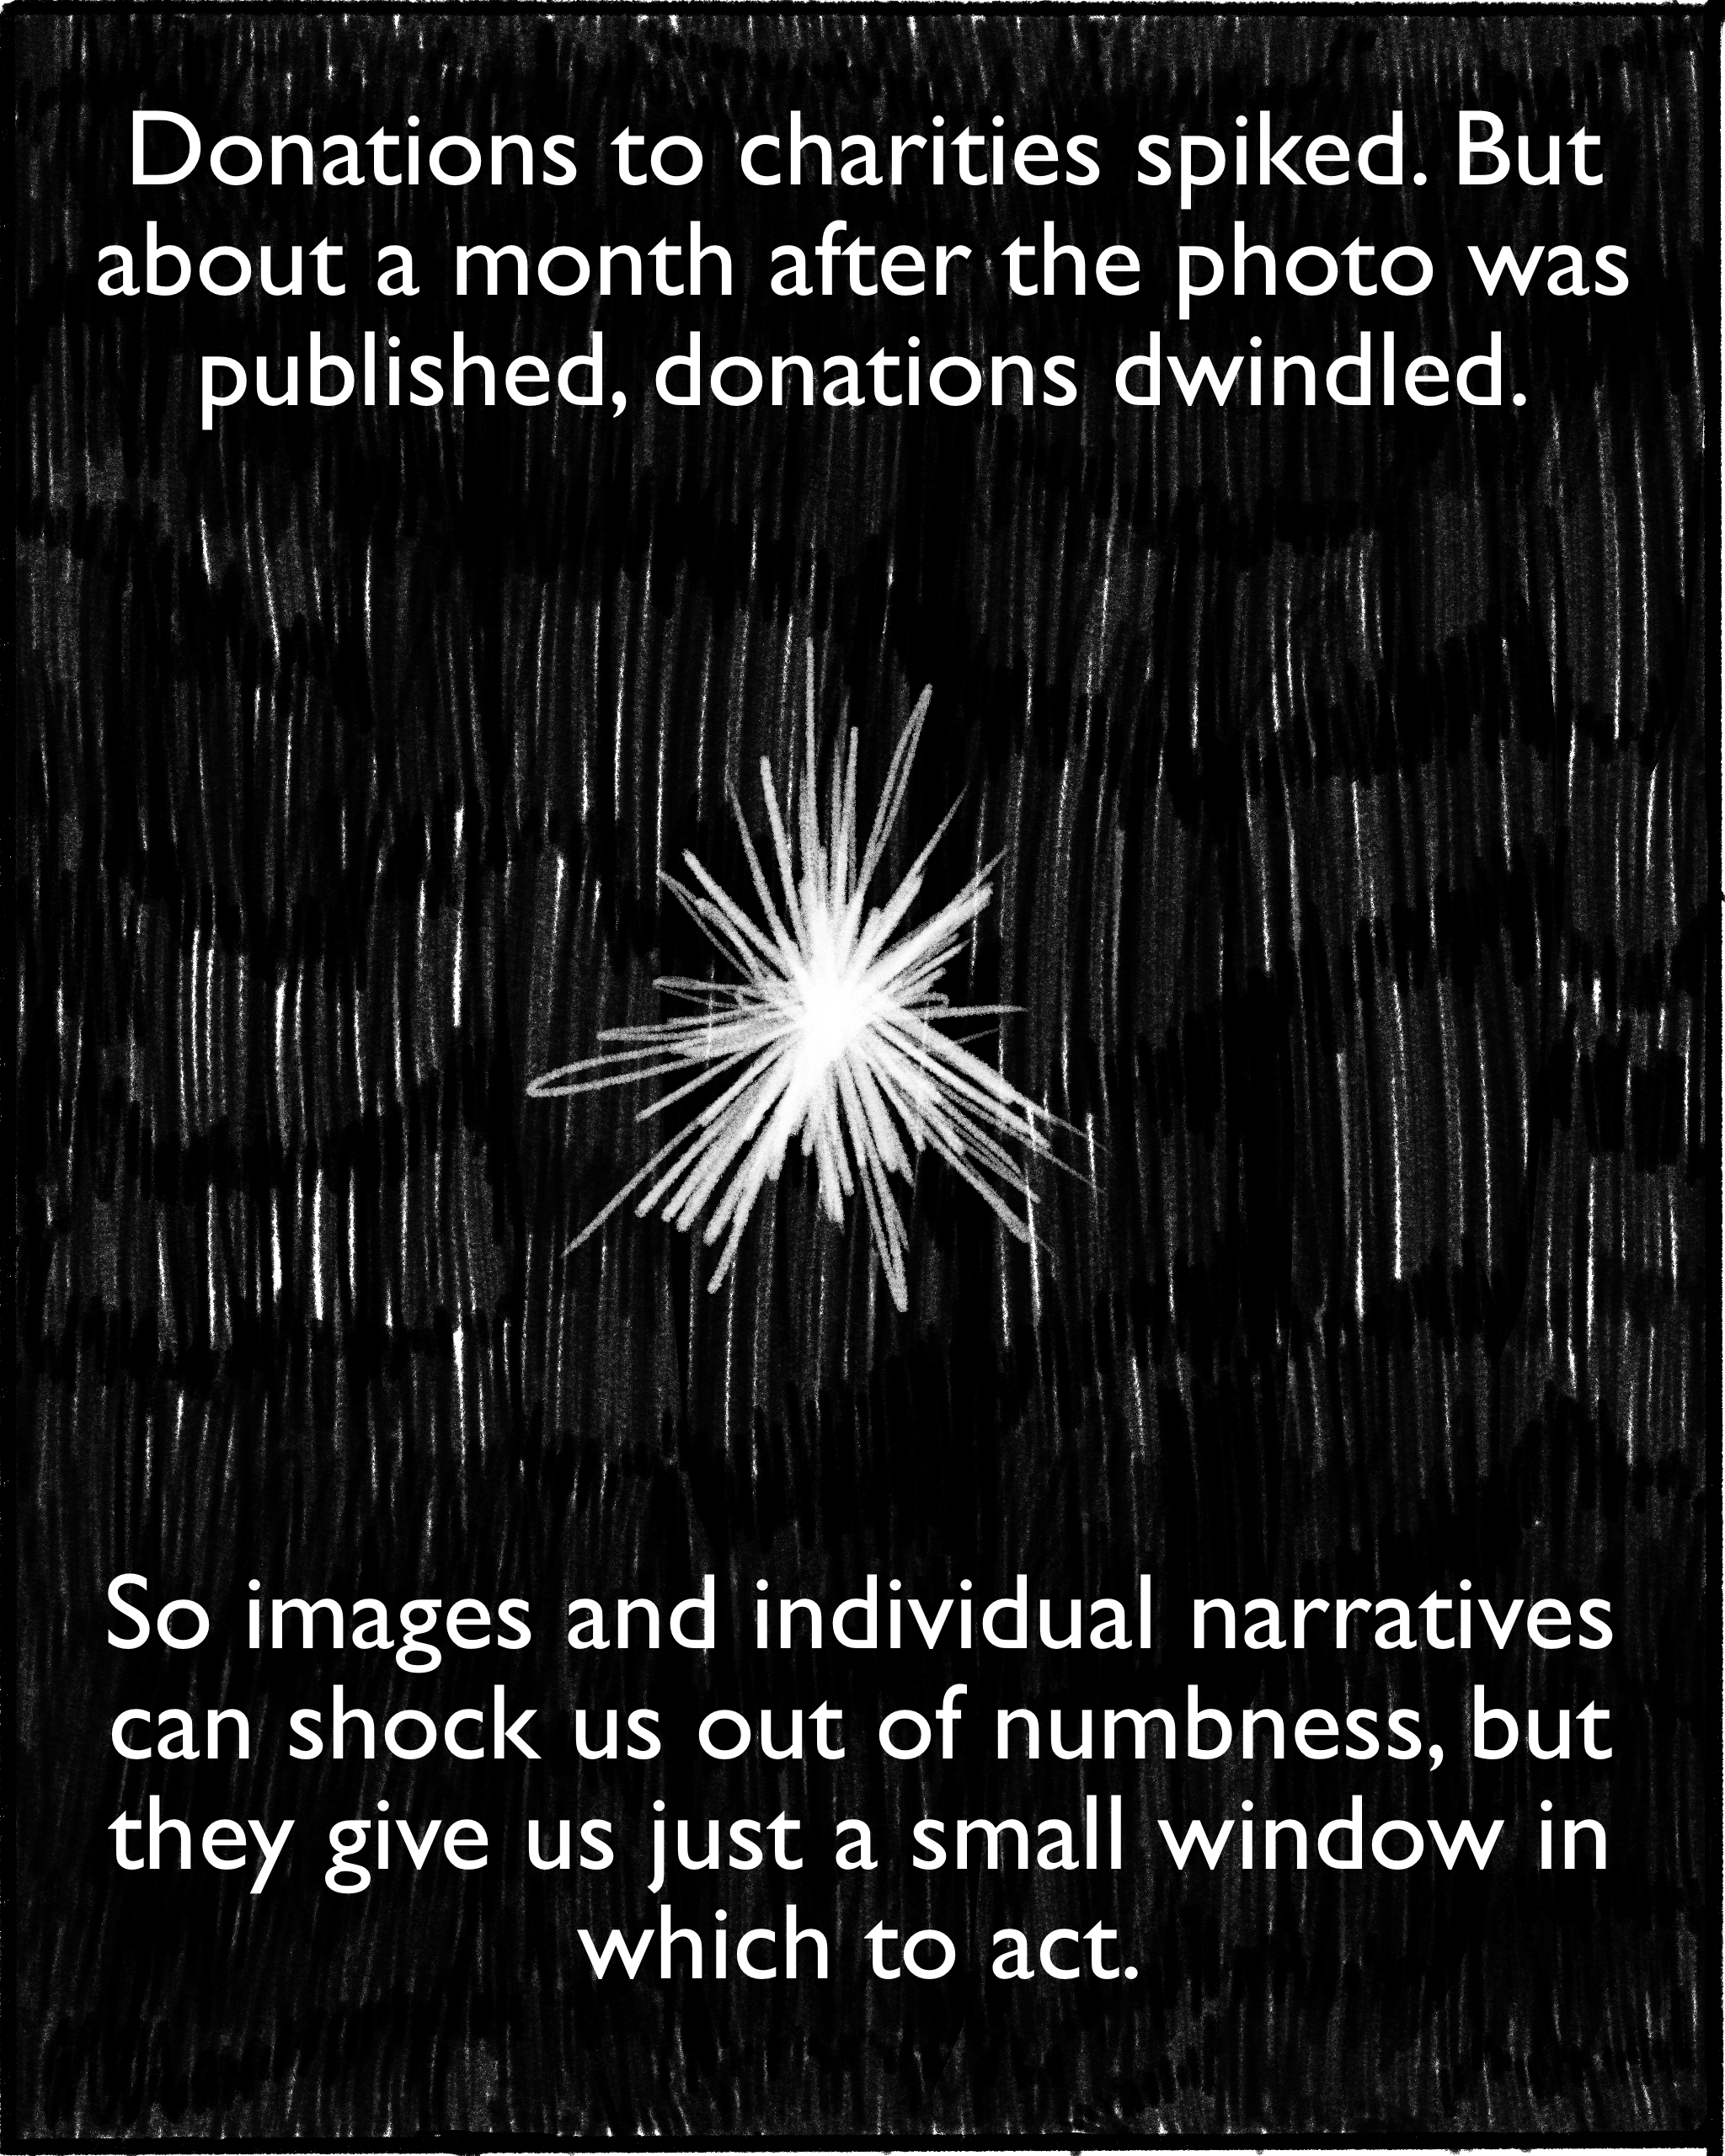 Donations to charities spiked. But
about a month after the photo was
published, donations dwindled.
So images and individual narratives
can shock us out of numbness, but
they give us just a small window in
which to act.